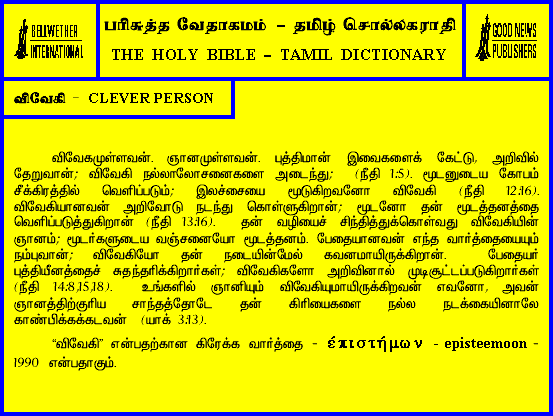 BELLWETHER
INTERNATIONAL
பரிசுத்த வேதாகமம் – தமிழ் சொல்லகராதி
THE HOLY BIBLE – TAMIL DICTIONARY
GOOD NEWS
PUBLISHERS
விவேகி – CLEVER PERSON
விவேகமுள்ளவன். ஞானமுள்ளவன். புத்திமான் இவைகளைக் கேட்டு, அறிவில்
தேறுவான்; விவேகி நல்லாலோசனைகளை அடைந்து; (நீதி 1:5). மூடனுடைய கோபம்
சீக்கிரத்தில் வெளிப்படும்; இலச்சையை மூடுகிறவனோ விவேகி (நீதி 12:16).
விவேகியானவன் அறிவோடு நடந்து கொள்ளுகிறான்; மூடனோ தன் மூடத்தனத்தை
வெளிப்படுத்துகிறான் (நீதி 13:16). தன் வழியைச் சிந்தித்துக்கொள்வது விவேகியின்
ஞானம்; மூடர்களுடைய வஞ்சனையோ மூடத்தனம். பேதையானவன் எந்த வார்த்தையையும்
நம்புவான்; விவேகியோ தன் நடையின்மேல் கவனமாயிருக்கிறான். பேதையர்
புத்தியீனத்தைச் சுதந்தரிக்கிறார்கள்; விவேகிகளோ அறிவினால் முடிசூட்டப்படுகிறார்கள்
(நீதி 14:8,15,18). உங்களில் ஞானியும் விவேகியுமாயிருக்கிறவன் எவனோ, அவன்
ஞானத்திற்குரிய சாந்தத்தோடே தன் கிரியைகளை நல்ல நடக்கையினாலே
காண்பிக்கக்கடவன் (யாக் 3:13).
"விவேகி" என்பதற்கான கிரேக்க வார்த்தை - ἐπιστήμων - episteemoon -
1990 என்பதாகும்.